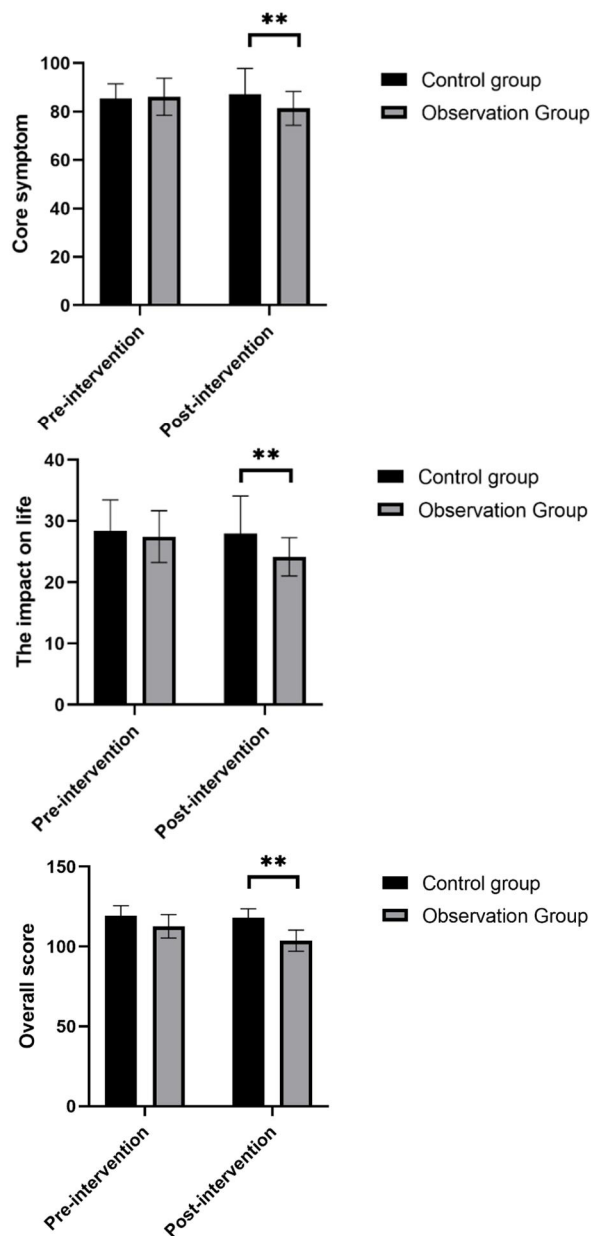 **
100
80
60
40
20
0
Core symptom
Pre-intervention
Post-intervention
Control group
Observation Group
**
40
30
20
10
0
The impact on life
Pre-intervention
Post-intervention
Control group
Observation Group
**
150
100
50
0
Overall score
Pre-intervention
Post-intervention
Control group
Observation Group